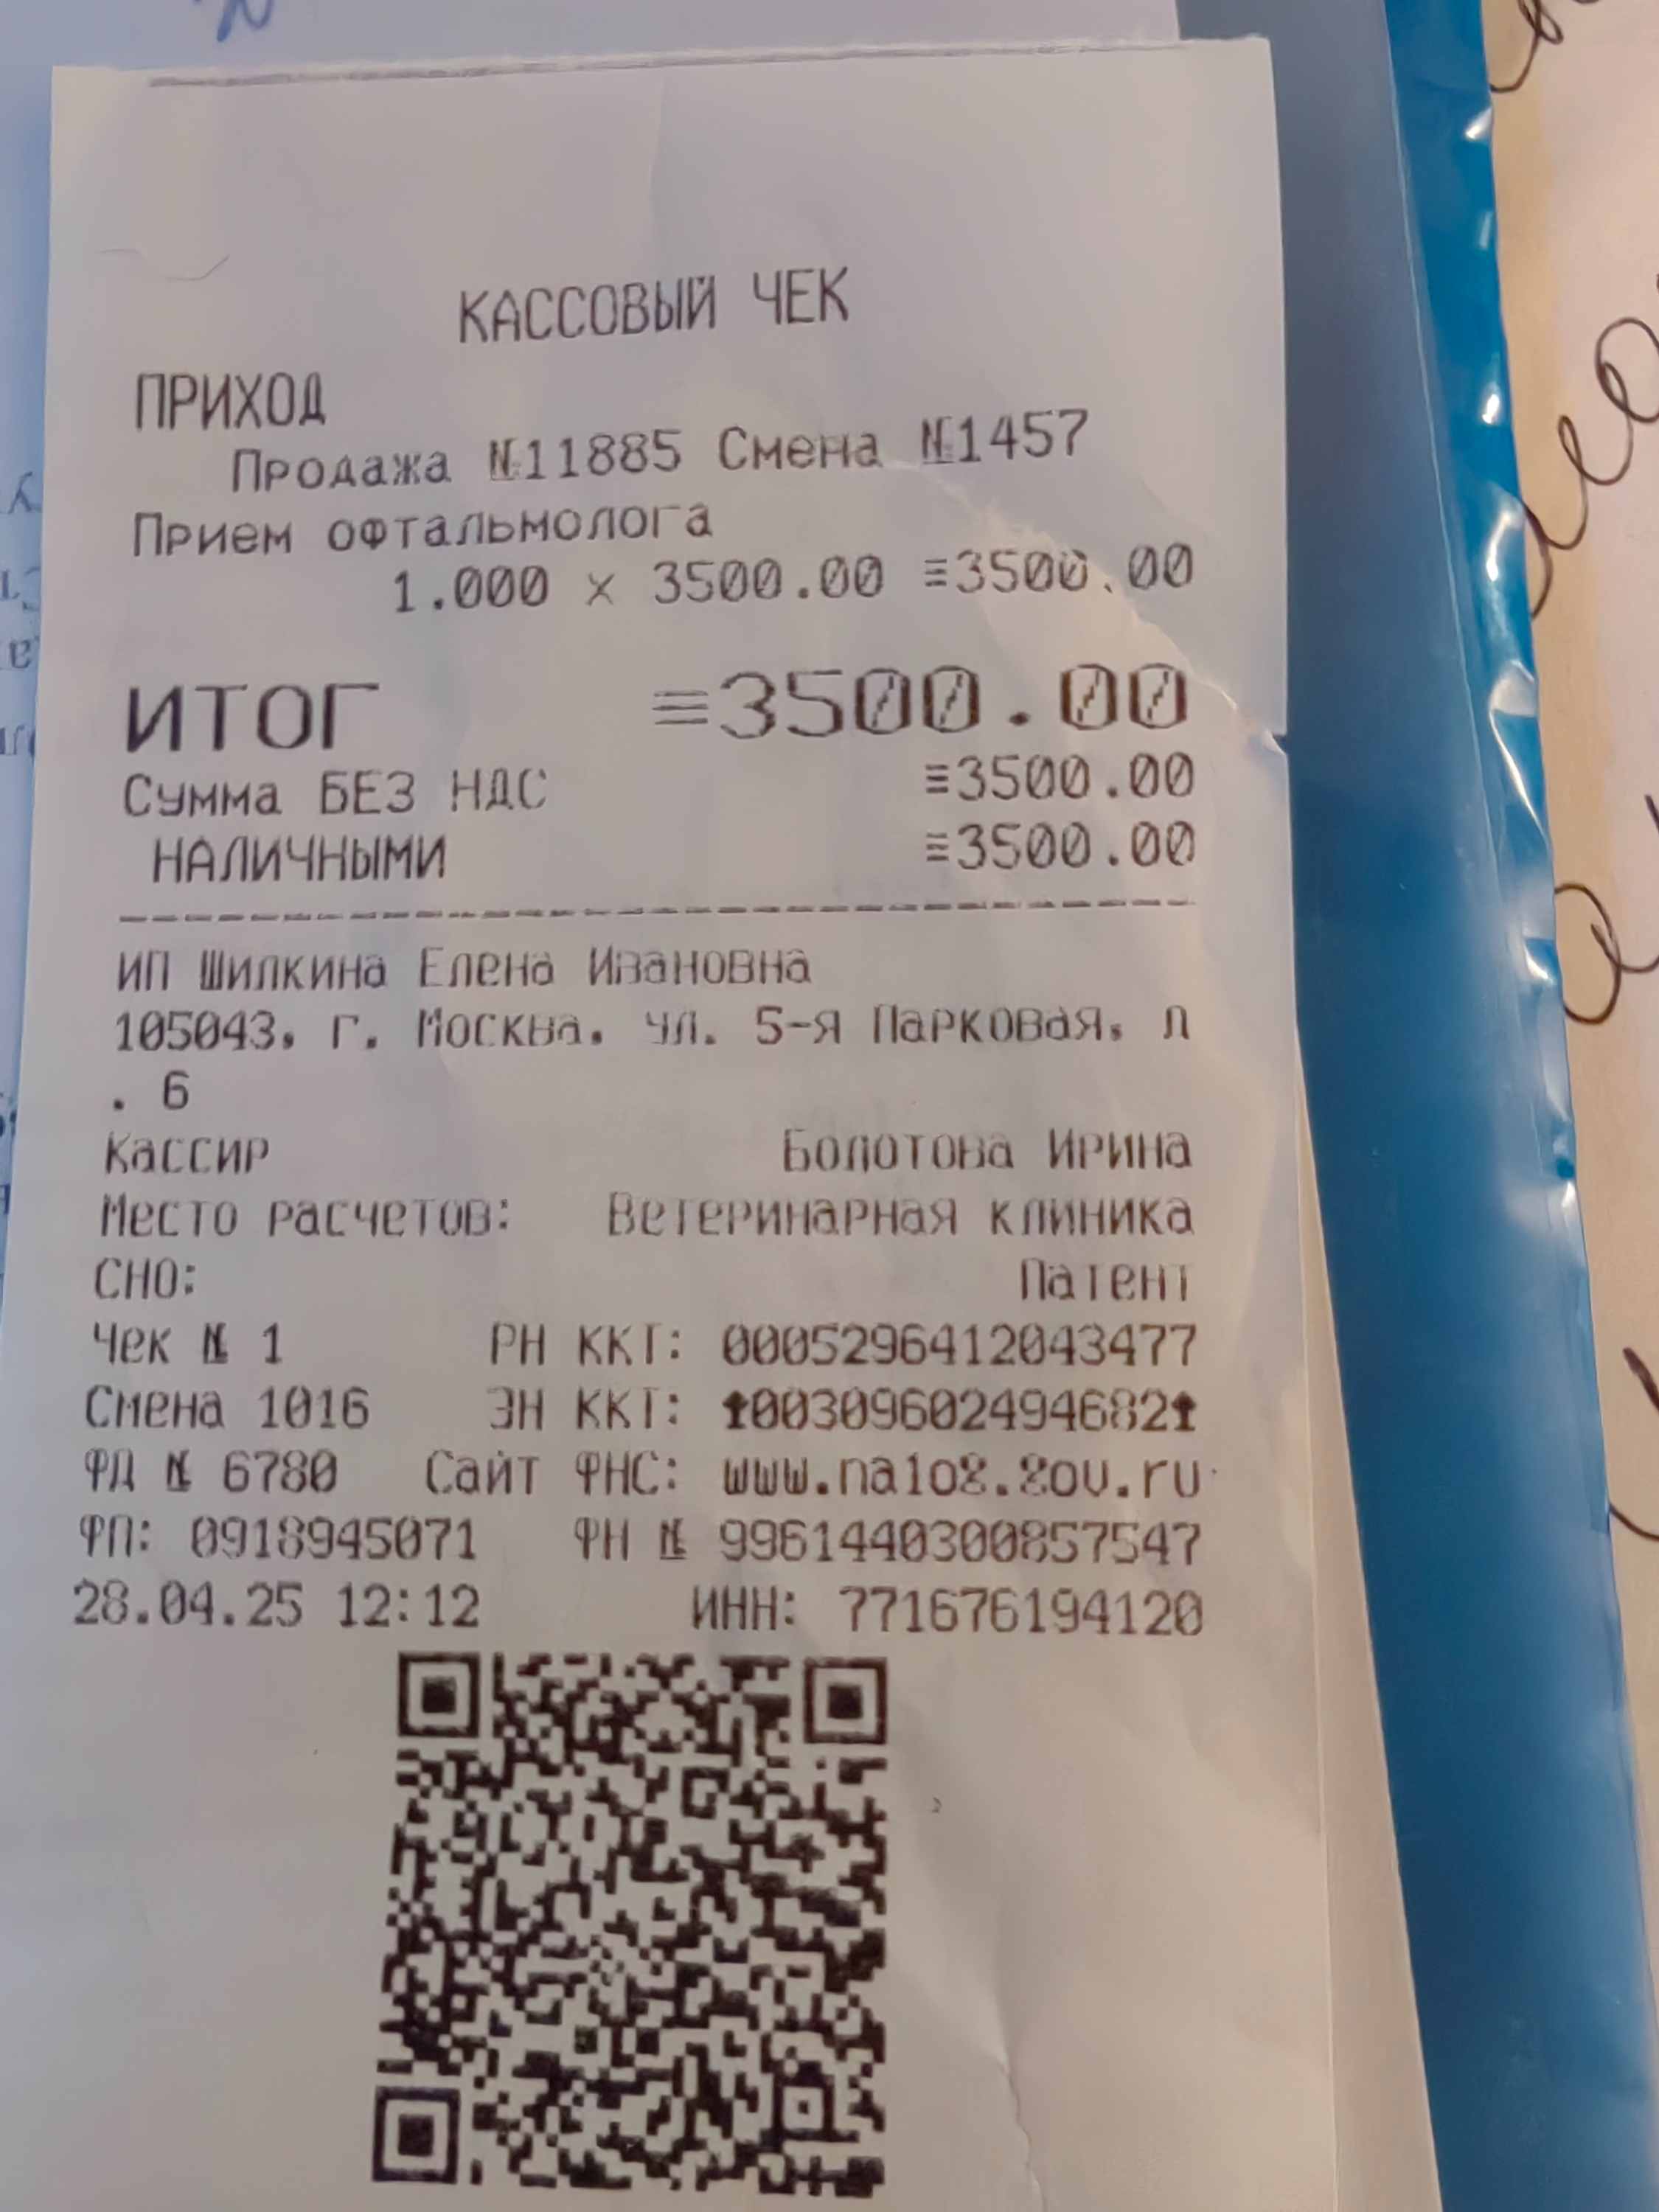 КАССОВЫЙ ЧЕК
ПРИХОД
Продажа №11885 Смена №1457
Прием офтальмолога
1.000 x 3500.00 ≡3500.00
ИТОГ ≡3500.00
Сумма БЕЗ НДС ≡3500.00
НАЛИЧНЫМИ ≡3500.00
ИП Шилкина Елена Ивановна
105043, г. Москва, ул. 5-я Парковая, д
. 6
Кассир Болотова Ирина
Место расчетов: Ветеринарная клиника
СНО: Патент
Чек № 1 РН ККТ: 0005296412043477
Смена 1016 ЗН ККТ: 00309602494682
ФД № 6780 Сайт ФНС: www.nalog.gov.ru
ФП: 0918945071 ФН № 9961440300857547
28.04.25 12:12 ИНН: 771676194120